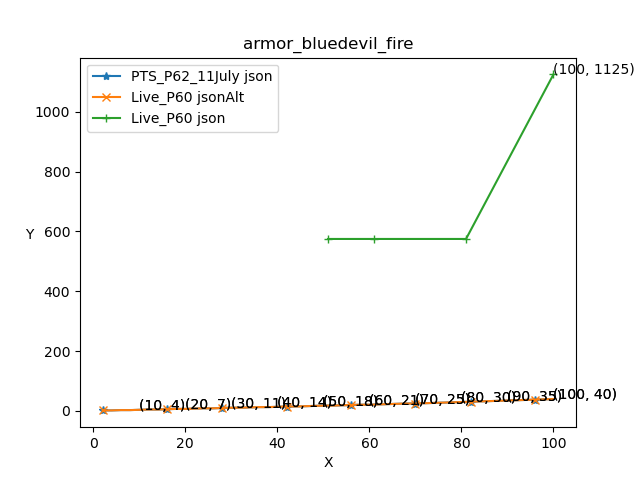 armor_bluedevil_fire
PTS_P62_11July json
Live_P60 jsonAlt
Live_P60 json
(100, 1125)
1000
800
600
Y
400
200
0
(10, 4)
(20, 7)
(30, 11)
(40, 14)
(50, 18)
(60, 21)
(70, 25)
(80, 30)
(90, 35)
(100, 40)
0 20 40 60 80 100
X